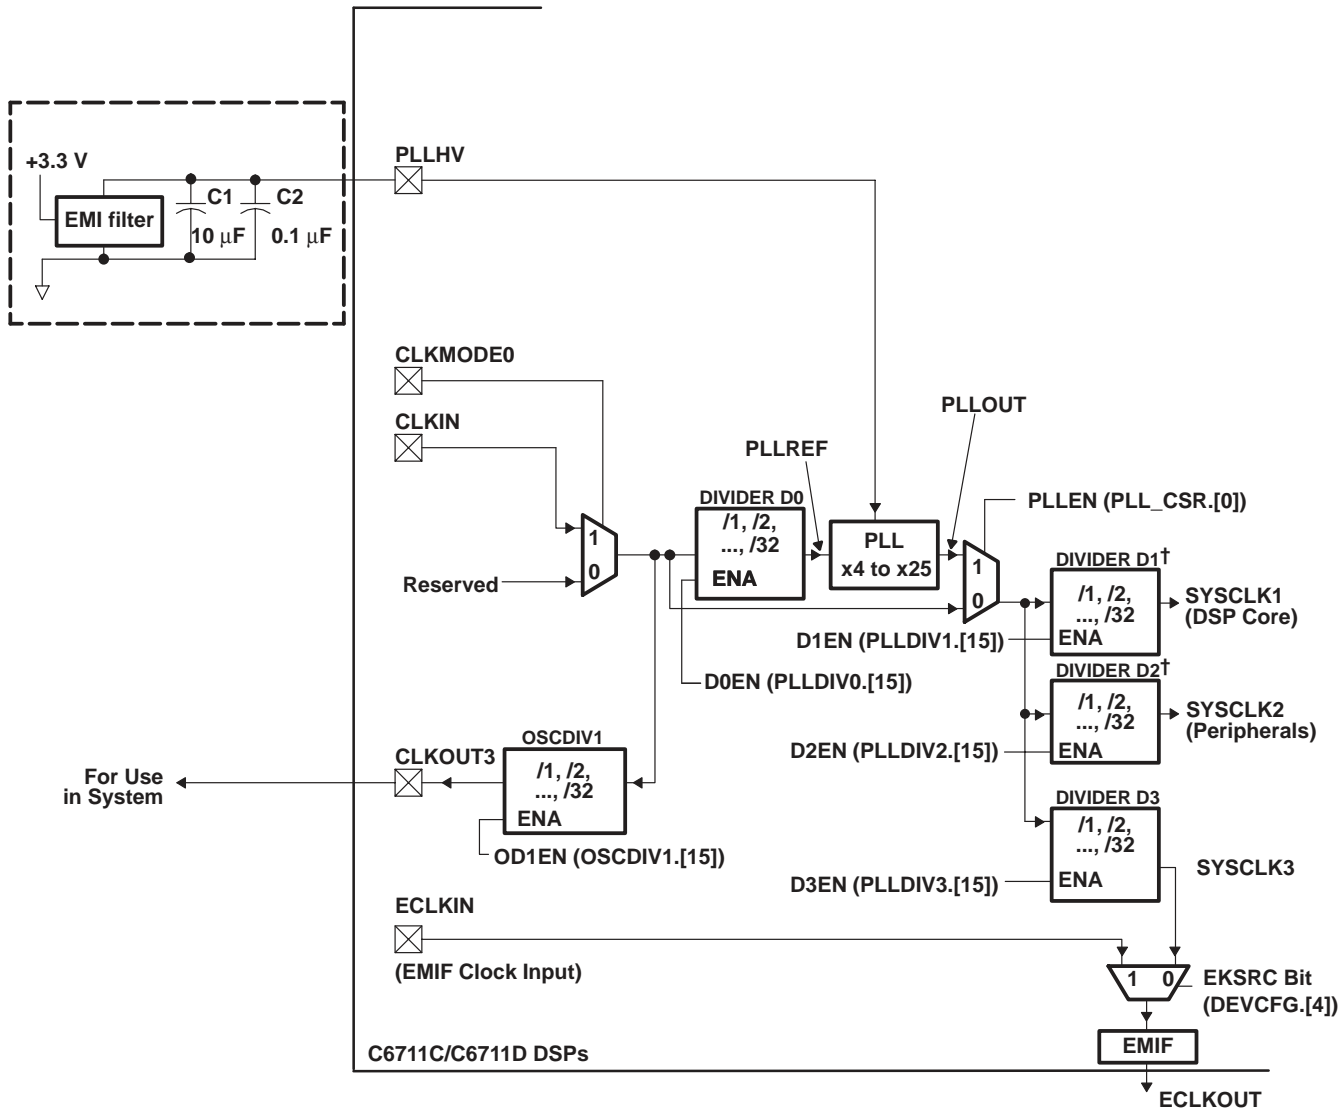 +3.3 V
EMI filter
C1
C2
10 µF
0.1 µF
PLLHV
CLKMODE0
CLKIN
PLLOUT
PLLREF
DIVIDER D0
/1, /2,
..., /32
ENA
PLL
x4 to x25
PLLEN (PLL_CSR.[0])
1
0
Reserved
1
0
DIVIDER D1†
/1, /2,
..., /32
ENA
SYSCLK1
(DSP Core)
D1EN (PLLDIV1.[15])
D0EN (PLLDIV0.[15])
DIVIDER D2†
/1, /2,
..., /32
ENA
SYSCLK2
(Peripherals)
D2EN (PLLDIV2.[15])
OSCDIV1
/1, /2,
..., /32
ENA
CLKOUT3
For Use
in System
OD1EN (OSCDIV1.[15])
DIVIDER D3
/1, /2,
..., /32
ENA
SYSCLK3
D3EN (PLLDIV3.[15])
ECLKIN
(EMIF Clock Input)
1 0
EKSRC Bit
(DEVCFG.[4])
EMIF
C6711C/C6711D DSPs
ECLKOUT